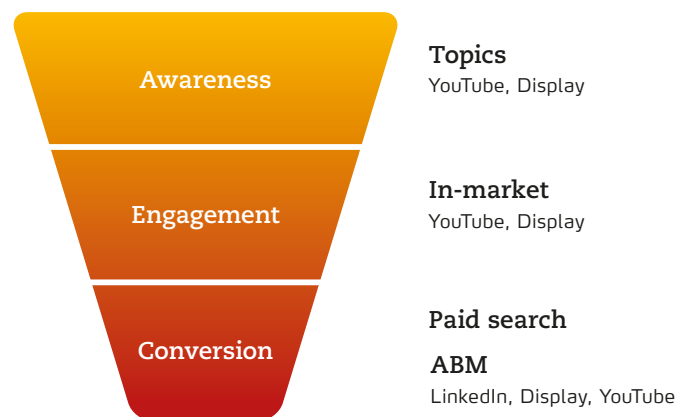 Awareness
Topics
YouTube, Display
Engagement
In-market
YouTube, Display
Conversion
Paid search
ABM
LinkedIn, Display, YouTube